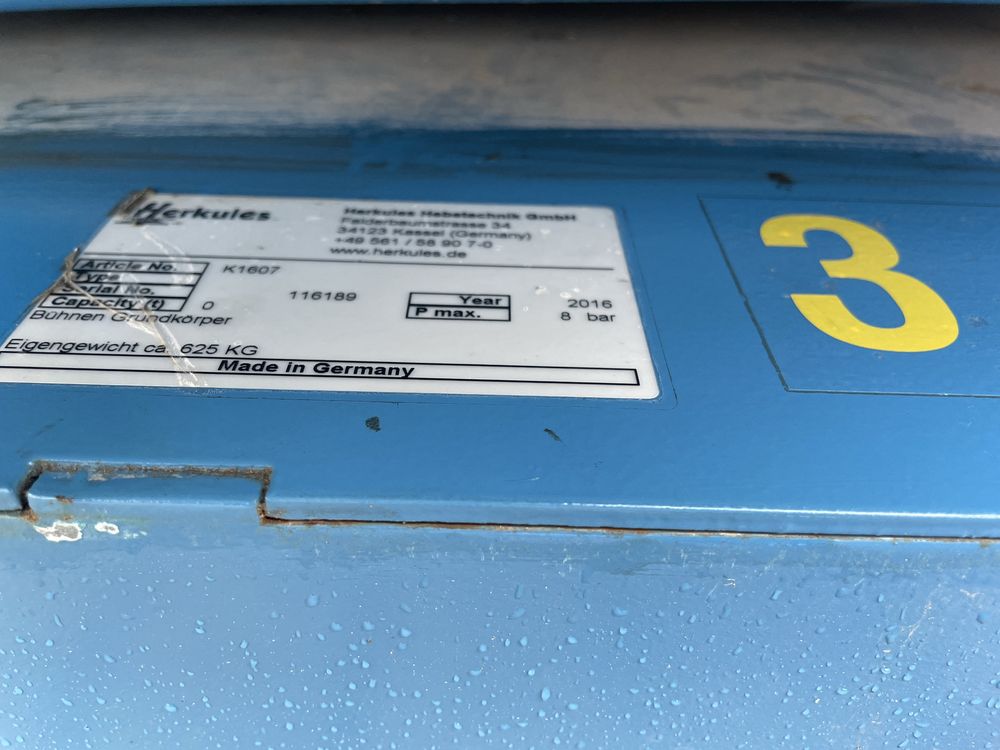 Herkules
Herkules Hebetechnik GmbH
Falderbaumstrasse 34
34123 Kassel (Germany)
+49 561 / 58 90 7-0
www.herkules.de
Article No. K1607
Type
Serial No. 116189 Year 2016
Capacity (t) 0 P max. 8 bar
Bühnen Grundkörper
Eigengewicht ca. 625 KG
Made in Germany
3